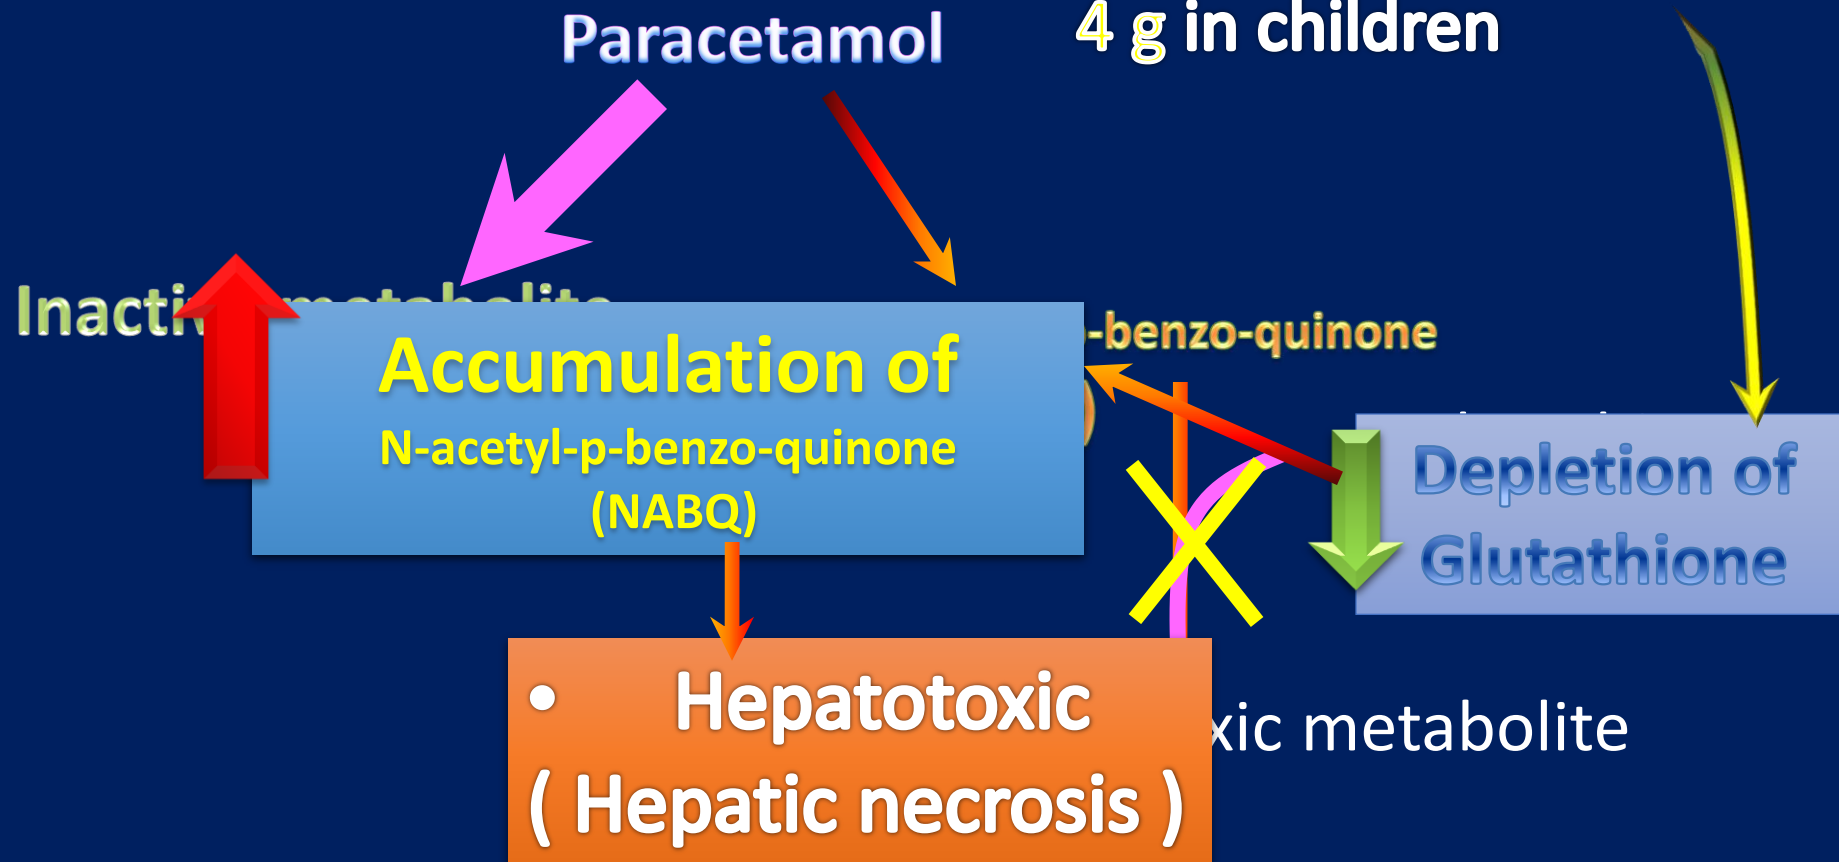 Paracetamol
4 g in children
-benzo-quinone
Accumulation of
N-acetyl-p-benzo-quinone
(NABQ)
Depletion of
Glutathione
• Hepatotoxic
( Hepatic necrosis )
xic metabolite